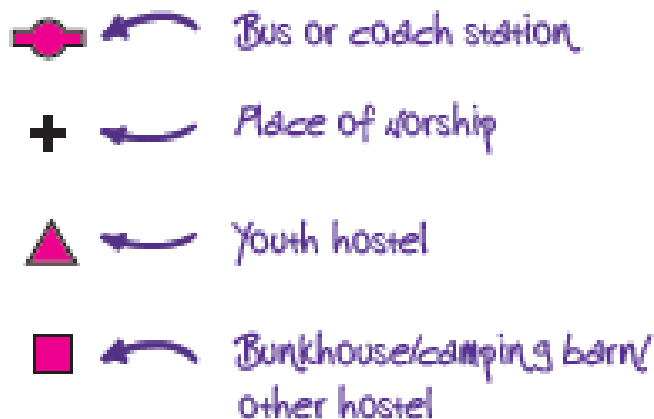 Bus or coach station
Place of worship
Youth hostel
Bunkhouse/camping barn/
other hostel